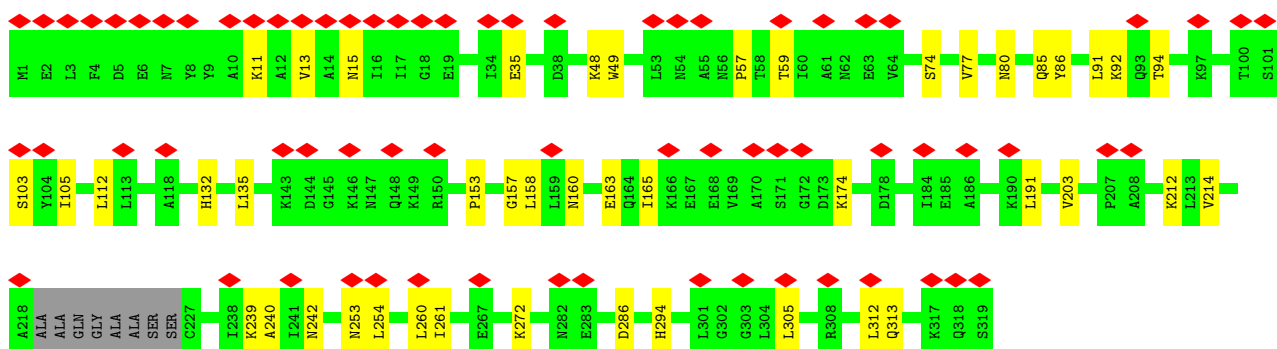 M1 E2 L3 F4 D5 E6 N7 Y8 Y9 A10 K11 A12 V13 A14 N15 I16 I17 G18 E19 I34 E35 D38 K48 W49 L53 N54 A55 N56 P57 T58 T59 I60 A61 N62 E63 V64 S74 V77 N80 Q85 Y86 L91 K92 Q93 T94 K97 T100 S101
S103 Y104 I105 L112 L113 A118 H132 L135 K143 D144 G145 K146 N147 Q148 K149 R150 P153 G157 L158 L159 N160 E163 Q164 I165 K166 E167 E168 V169 A170 S171 G172 D173 K174 D178 I184 E185 A186 K190 L191 V203 P207 A208 K212 L213 V214
A218 ALA ALA GLN GLY ALA ALA SER SER C227 I238 K239 A240 I241 N242 N253 L254 L260 I261 E267 K272 N282 E283 D286 H294 L301 G302 G303 L304 L305 R308 L312 Q313 K317 Q318 S319